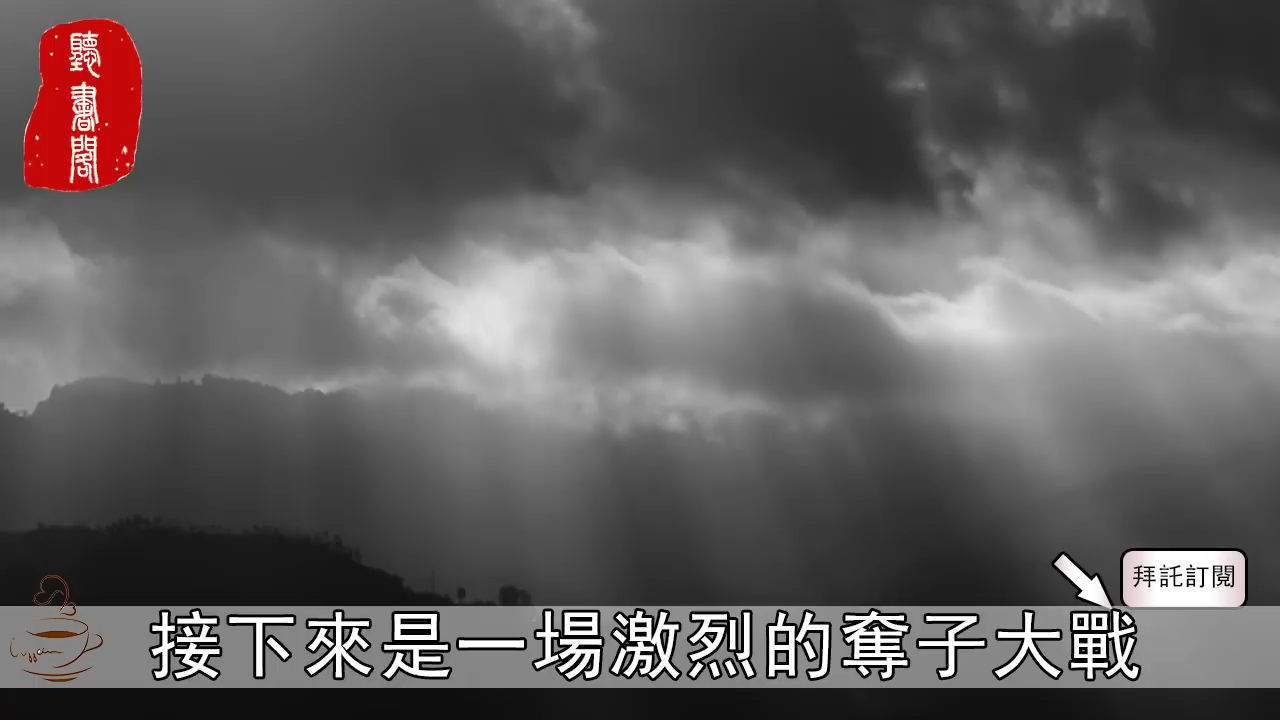 聽書閣
拜託訂閱
接下來是一場激烈的奪子大戰